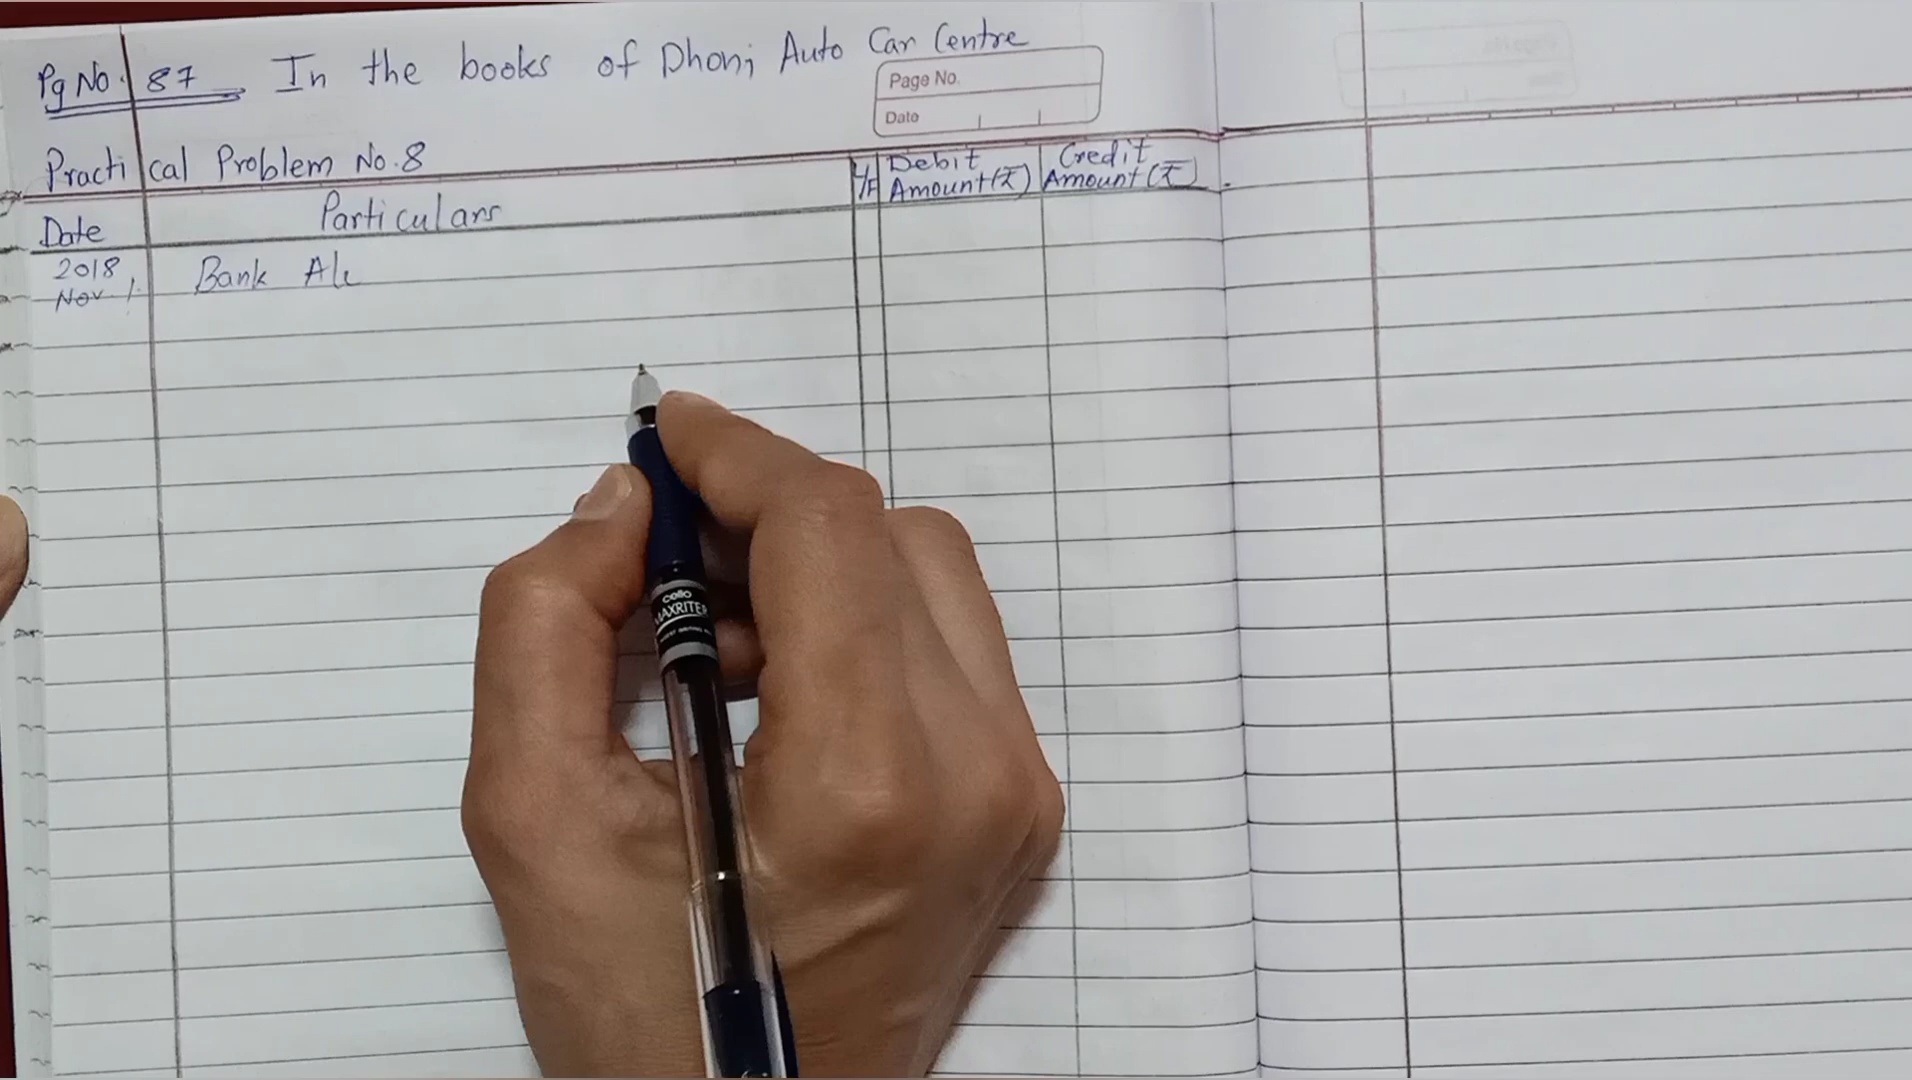 Pg No. 87 In the books of Dhoni Auto Car Centre
Page No.
Date
Practical Problem No.8
Date Particulars L/F Debit Amount(₹) Credit Amount(₹)
2018 Bank A/c
Nov 1
cello
MAXRITER